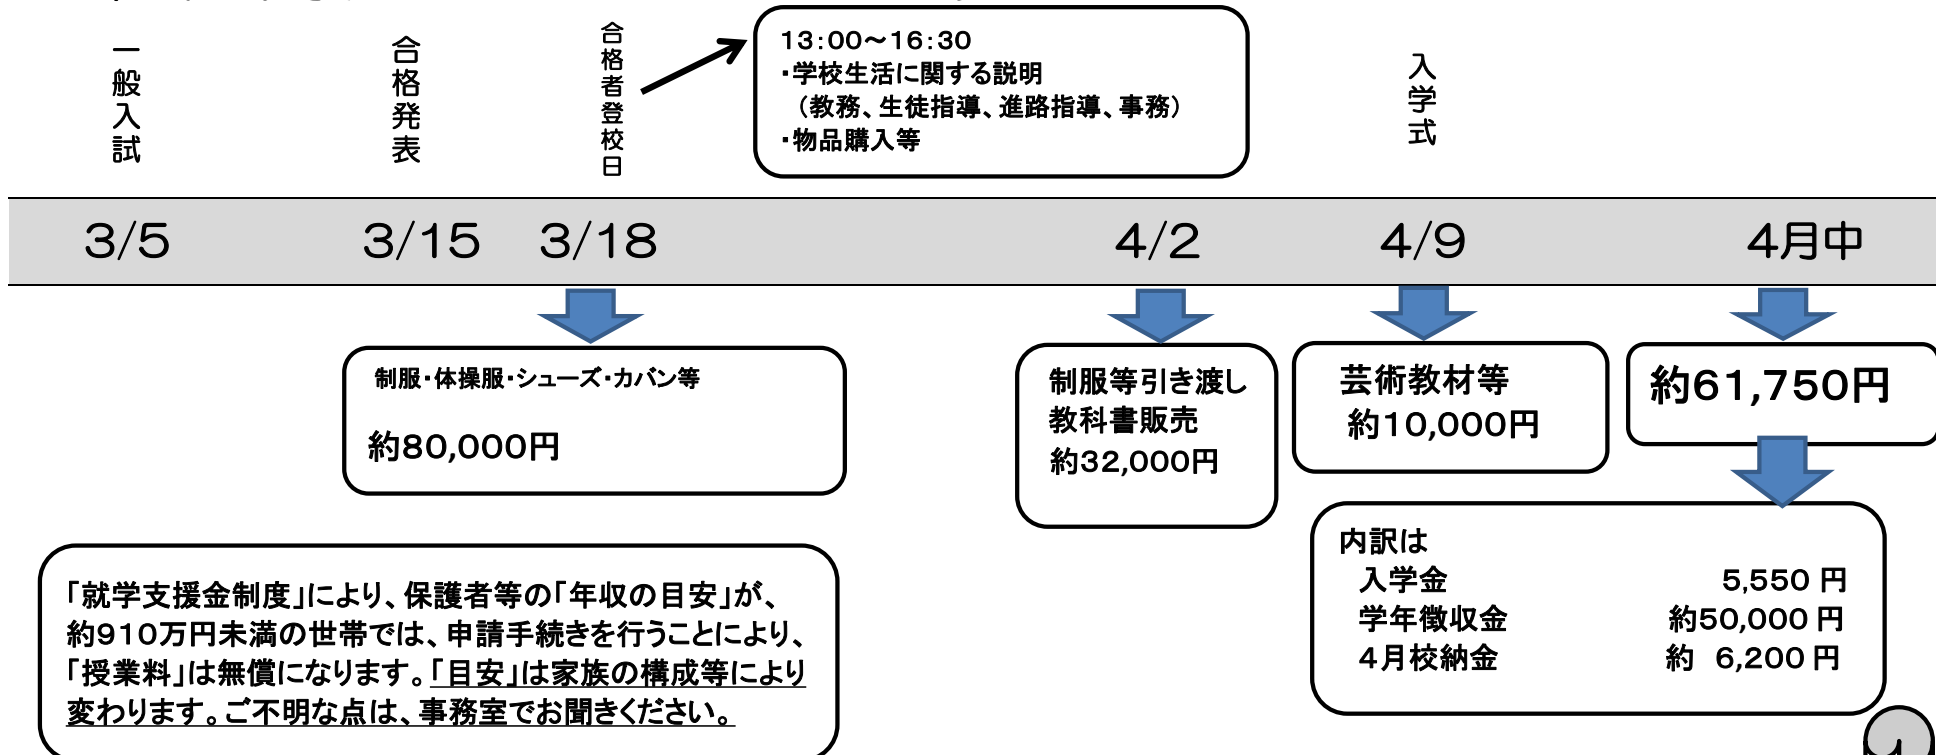 一般入試
合格発表
合格者登校日
13:00～16:30
・学校生活に関する説明
（教務、生徒指導、進路指導、事務）
・物品購入等
入学式
3/5
3/15
3/18
4/2
4/9
4月中
制服・体操服・シューズ・カバン等
約80,000円
制服等引き渡し
教科書販売
約32,000円
芸術教材等
約10,000円
約61,750円
内訳は
入学金 5,550 円
学年徴収金 約50,000 円
4月校納金 約 6,200 円
「就学支援金制度」により、保護者等の「年収の目安」が、
約910万円未満の世帯では、申請手続きを行うことにより、
「授業料」は無償になります。「目安」は家族の構成等により
変わります。ご不明な点は、事務室でお聞きください。